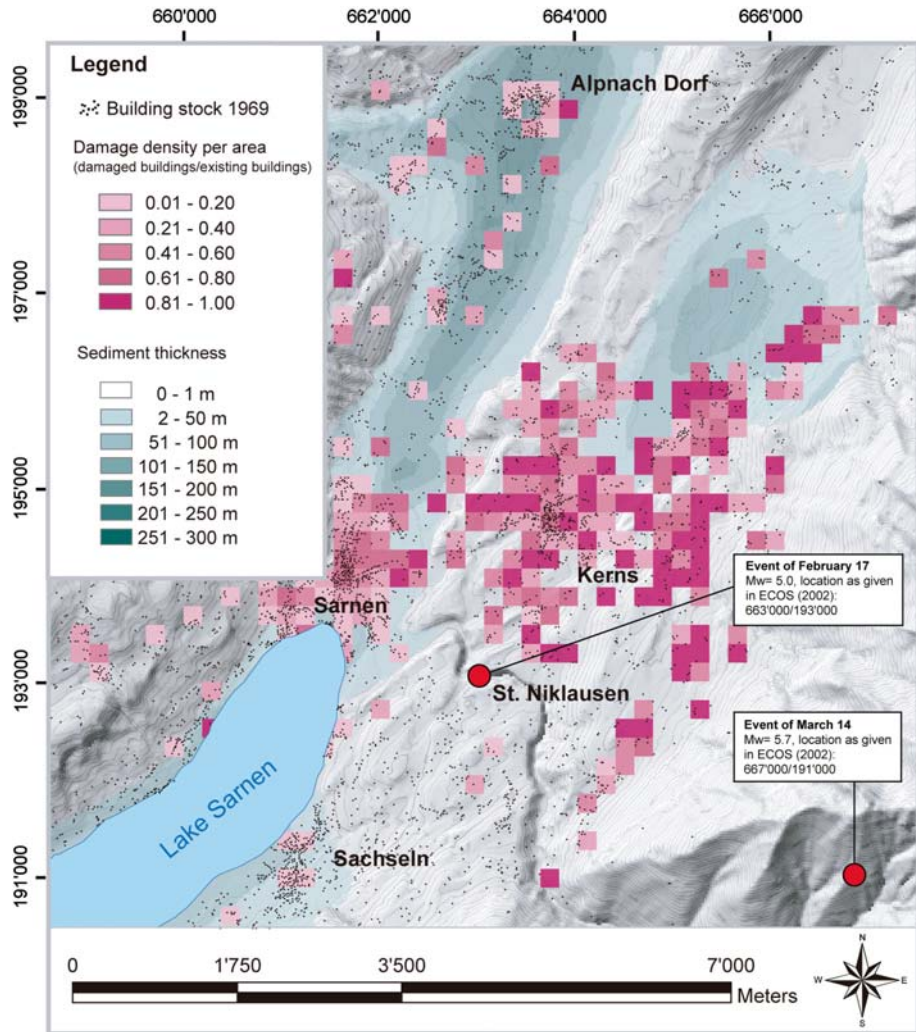 660'000
662'000
664'000
666'000
199'000
197'000
195'000
193'000
191'000
Legend
Building stock 1969
Damage density per area
(damaged buildings/existing buildings)
0.01 - 0.20
0.21 - 0.40
0.41 - 0.60
0.61 - 0.80
0.81 - 1.00
Sediment thickness
0 - 1 m
2 - 50 m
51 - 100 m
101 - 150 m
151 - 200 m
201 - 250 m
251 - 300 m
Alpnach Dorf
Kerns
Sarnen
Event of February 17
Mw= 5.0, location as given
in ECOS (2002):
663'000/193'000
St. Niklausen
Event of March 14
Mw= 5.7, location as given
in ECOS (2002):
667'000/191'000
Lake Sarnen
Sachseln
0
1'750
3'500
7'000
Meters
N
W
E
S